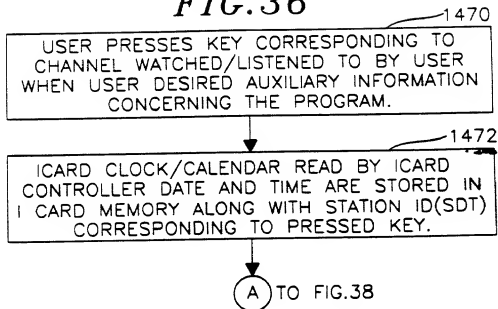 FIG.36
1470
USER PRESSES KEY CORRESPONDING TO
CHANNEL WATCHED/LISTENED TO BY USER
WHEN USER DESIRED AUXILIARY INFORMATION
CONCERNING THE PROGRAM.
1472
ICARD CLOCK/CALENDAR READ BY ICARD
CONTROLLER DATE AND TIME ARE STORED IN
I CARD MEMORY ALONG WITH STATION ID(SDT)
CORRESPONDING TO PRESSED KEY.
A TO FIG.38